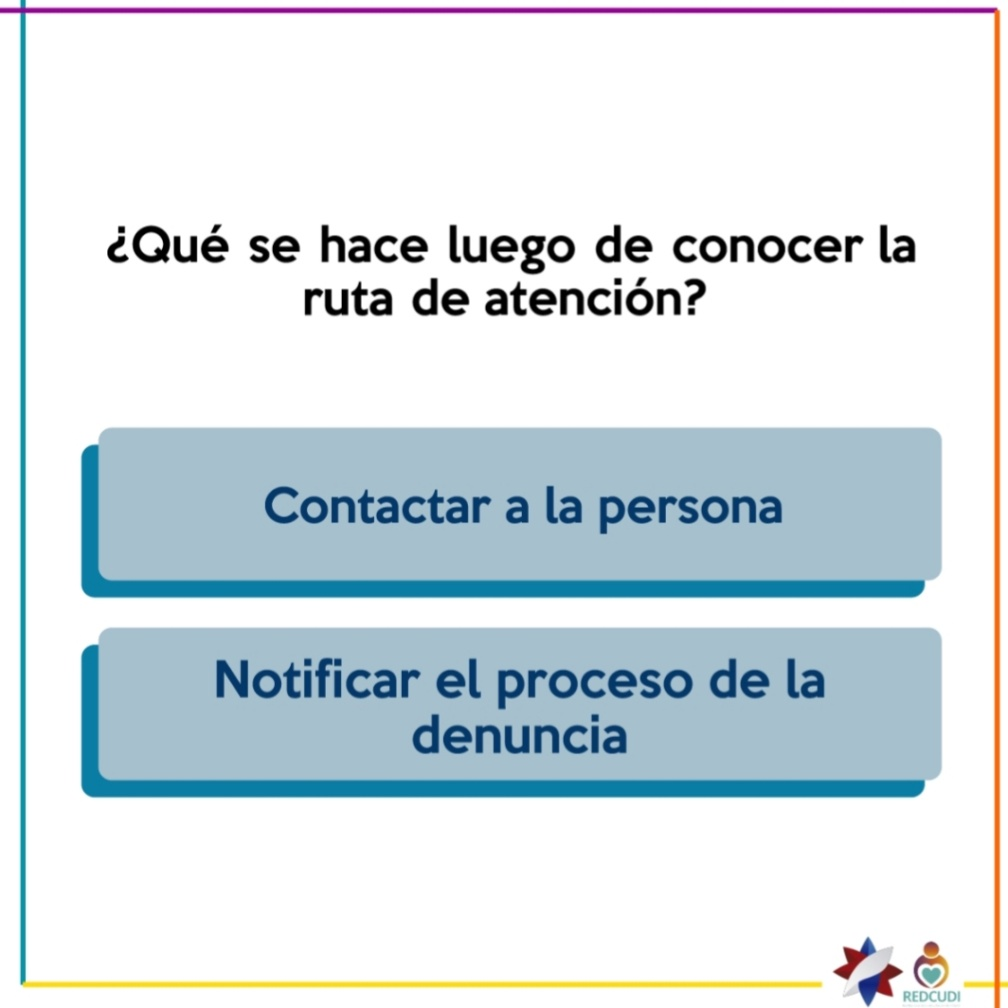 ¿Qué se hace luego de conocer la
ruta de atención?
Contactar a la persona
Notificar el proceso de la
denuncia
REDCUDI